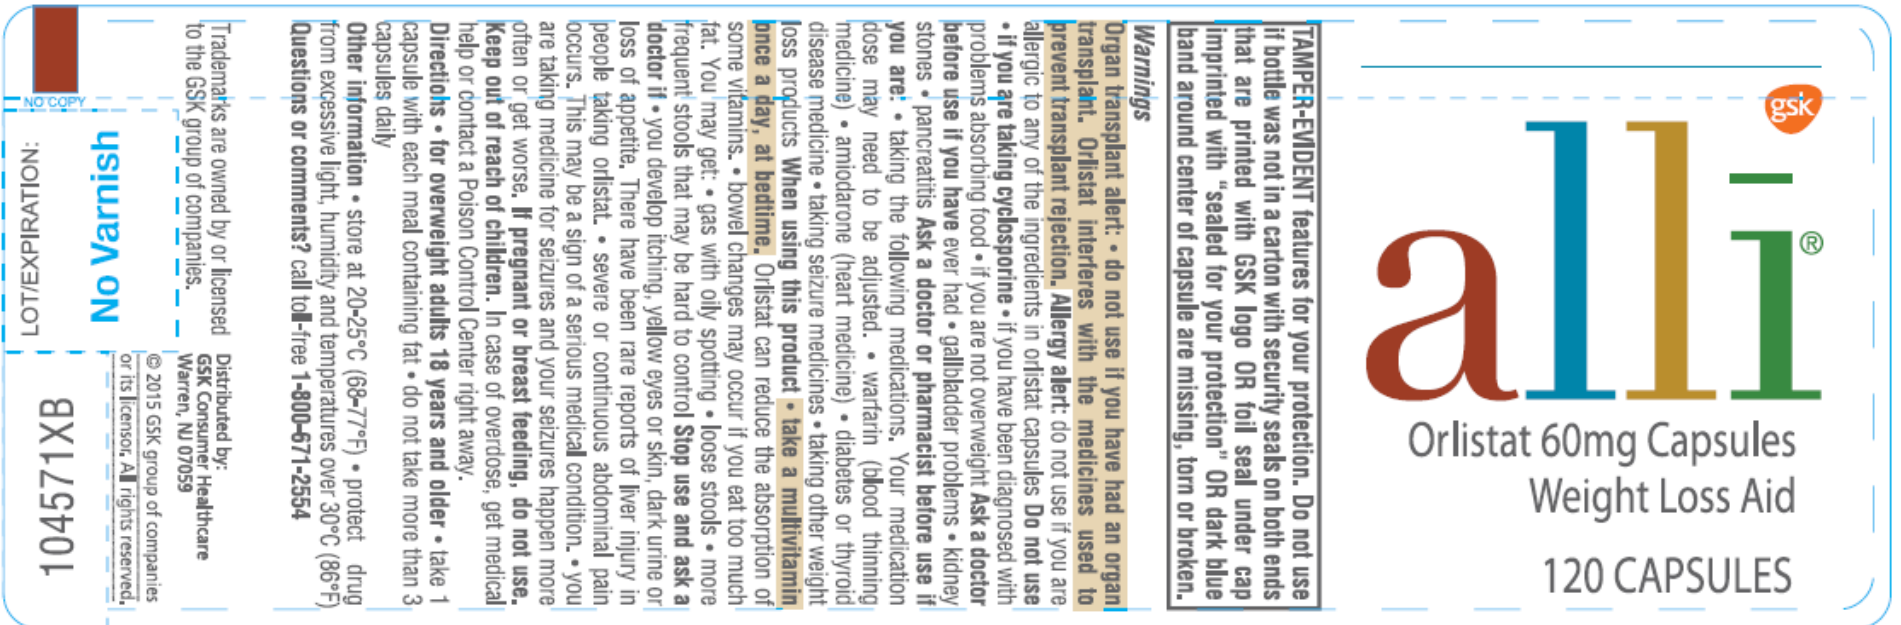 gsk
alli®
Orlistat 60mg Capsules
Weight Loss Aid
120 CAPSULES
TAMPER-EVIDENT features for your protection. Do not use
if bottle was not in a carton with security seals on both ends
that are printed with GSK logo OR foil seal under cap
imprinted with “sealed for your protection” OR dark blue
band around center of capsule are missing, torn or broken.
Warnings
Organ transplant alert: • do not use if you have had an organ
transplant. Orlistat interferes with the medicines used to
prevent transplant rejection. Allergy alert: do not use if you are
allergic to any of the ingredients in orlistat capsules Do not use
• if you are taking cyclosporine • if you have been diagnosed with
problems absorbing food • if you are not overweight Ask a doctor
before use if you have ever had • gallbladder problems • kidney
stones • pancreatitis Ask a doctor or pharmacist before use if
you are: • taking the following medications. Your medication
dose may need to be adjusted. • warfarin (blood thinning
medicine) • amiodarone (heart medicine) • diabetes or thyroid
disease medicine • taking seizure medicines • taking other weight
loss products When using this product • take a multivitamin
once a day, at bedtime. Orlistat can reduce the absorption of
some vitamins. • bowel changes may occur if you eat too much
fat. You may get: • gas with oily spotting • loose stools • more
frequent stools that may be hard to control Stop use and ask a
doctor if • you develop itching, yellow eyes or skin, dark urine or
loss of appetite. There have been rare reports of liver injury in
people taking orlistat. • severe or continuous abdominal pain
occurs. This may be a sign of a serious medical condition. • you
are taking medicine for seizures and your seizures happen more
often or get worse. If pregnant or breast feeding, do not use.
Keep out of reach of children. In case of overdose, get medical
help or contact a Poison Control Center right away.
Directions • for overweight adults 18 years and older • take 1
capsule with each meal containing fat • do not take more than 3
capsules daily
Other information • store at 20-25°C (68-77°F) • protect drug
from excessive light, humidity and temperatures over 30°C (86°F)
Questions or comments? call toll-free 1-800-671-2554
Trademarks are owned by or licensed
to the GSK group of companies.
Distributed by:
GSK Consumer Healthcare
Warren, NJ 07059
© 2015 GSK group of companies
or its licensor. All rights reserved.
NO COPY
No Varnish
LOT/EXPIRATION:
104571XB